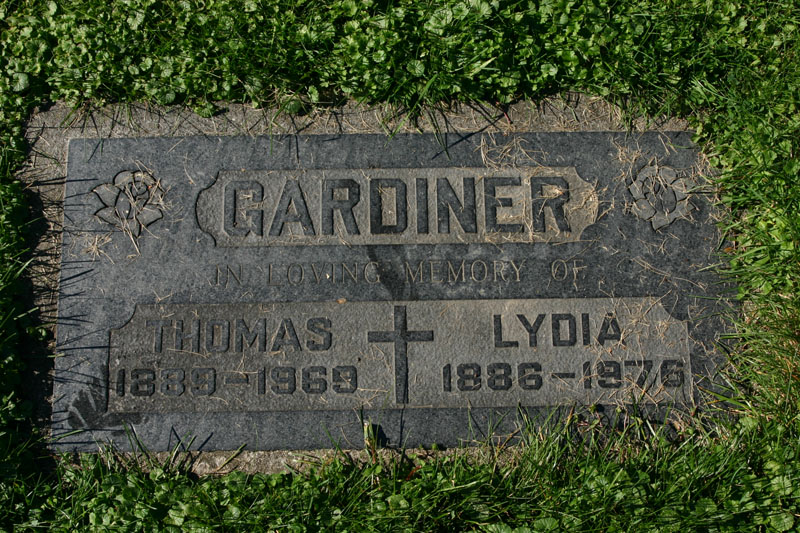 GARDINER
IN LOVING MEMORY OF
THOMAS LYDIA
1889-1969 1886-1976